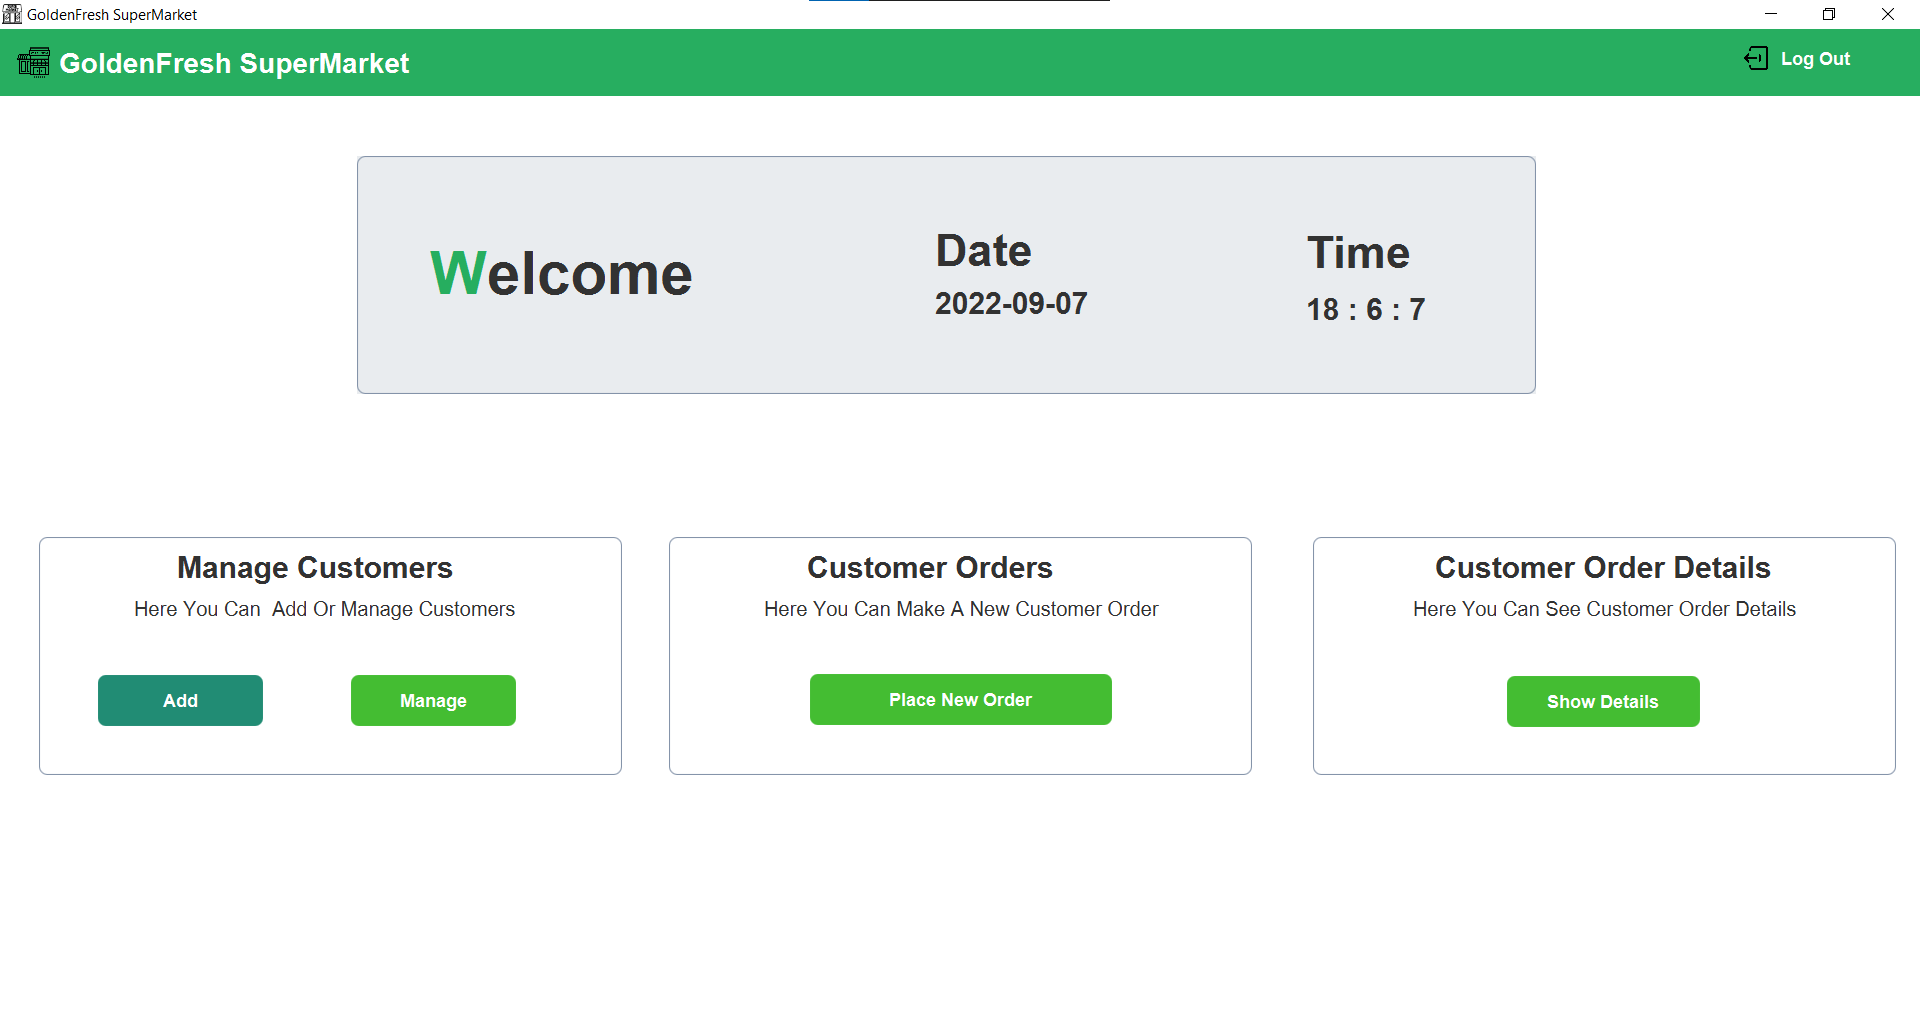 GoldenFresh SuperMarket
GoldenFresh SuperMarket
Log Out
Welcome
Date
2022-09-07
Time
18 : 6 : 7
Manage Customers
Here You Can  Add Or Manage Customers
Add
Manage
Customer Orders
Here You Can Make A New Customer Order
Place New Order
Customer Order Details
Here You Can See Customer Order Details
Show Details